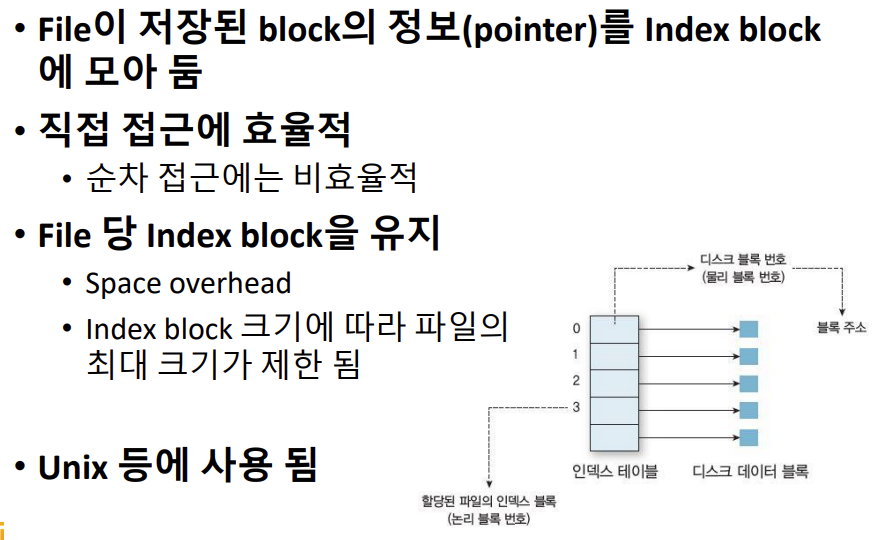 • File이 저장된 block의 정보(pointer)를 Index block
에 모아 둠
• 직접 접근에 효율적
• 순차 접근에는 비효율적
• File 당 Index block을 유지
• Space overhead
• Index block 크기에 따라 파일의
최대 크기가 제한 됨
• Unix 등에 사용 됨
디스크 블록 번호
(물리 블록 번호)
블록 주소
0
1
2
3
인덱스 테이블
디스크 데이터 블록
할당된 파일의 인덱스 블록
(논리 블록 번호)